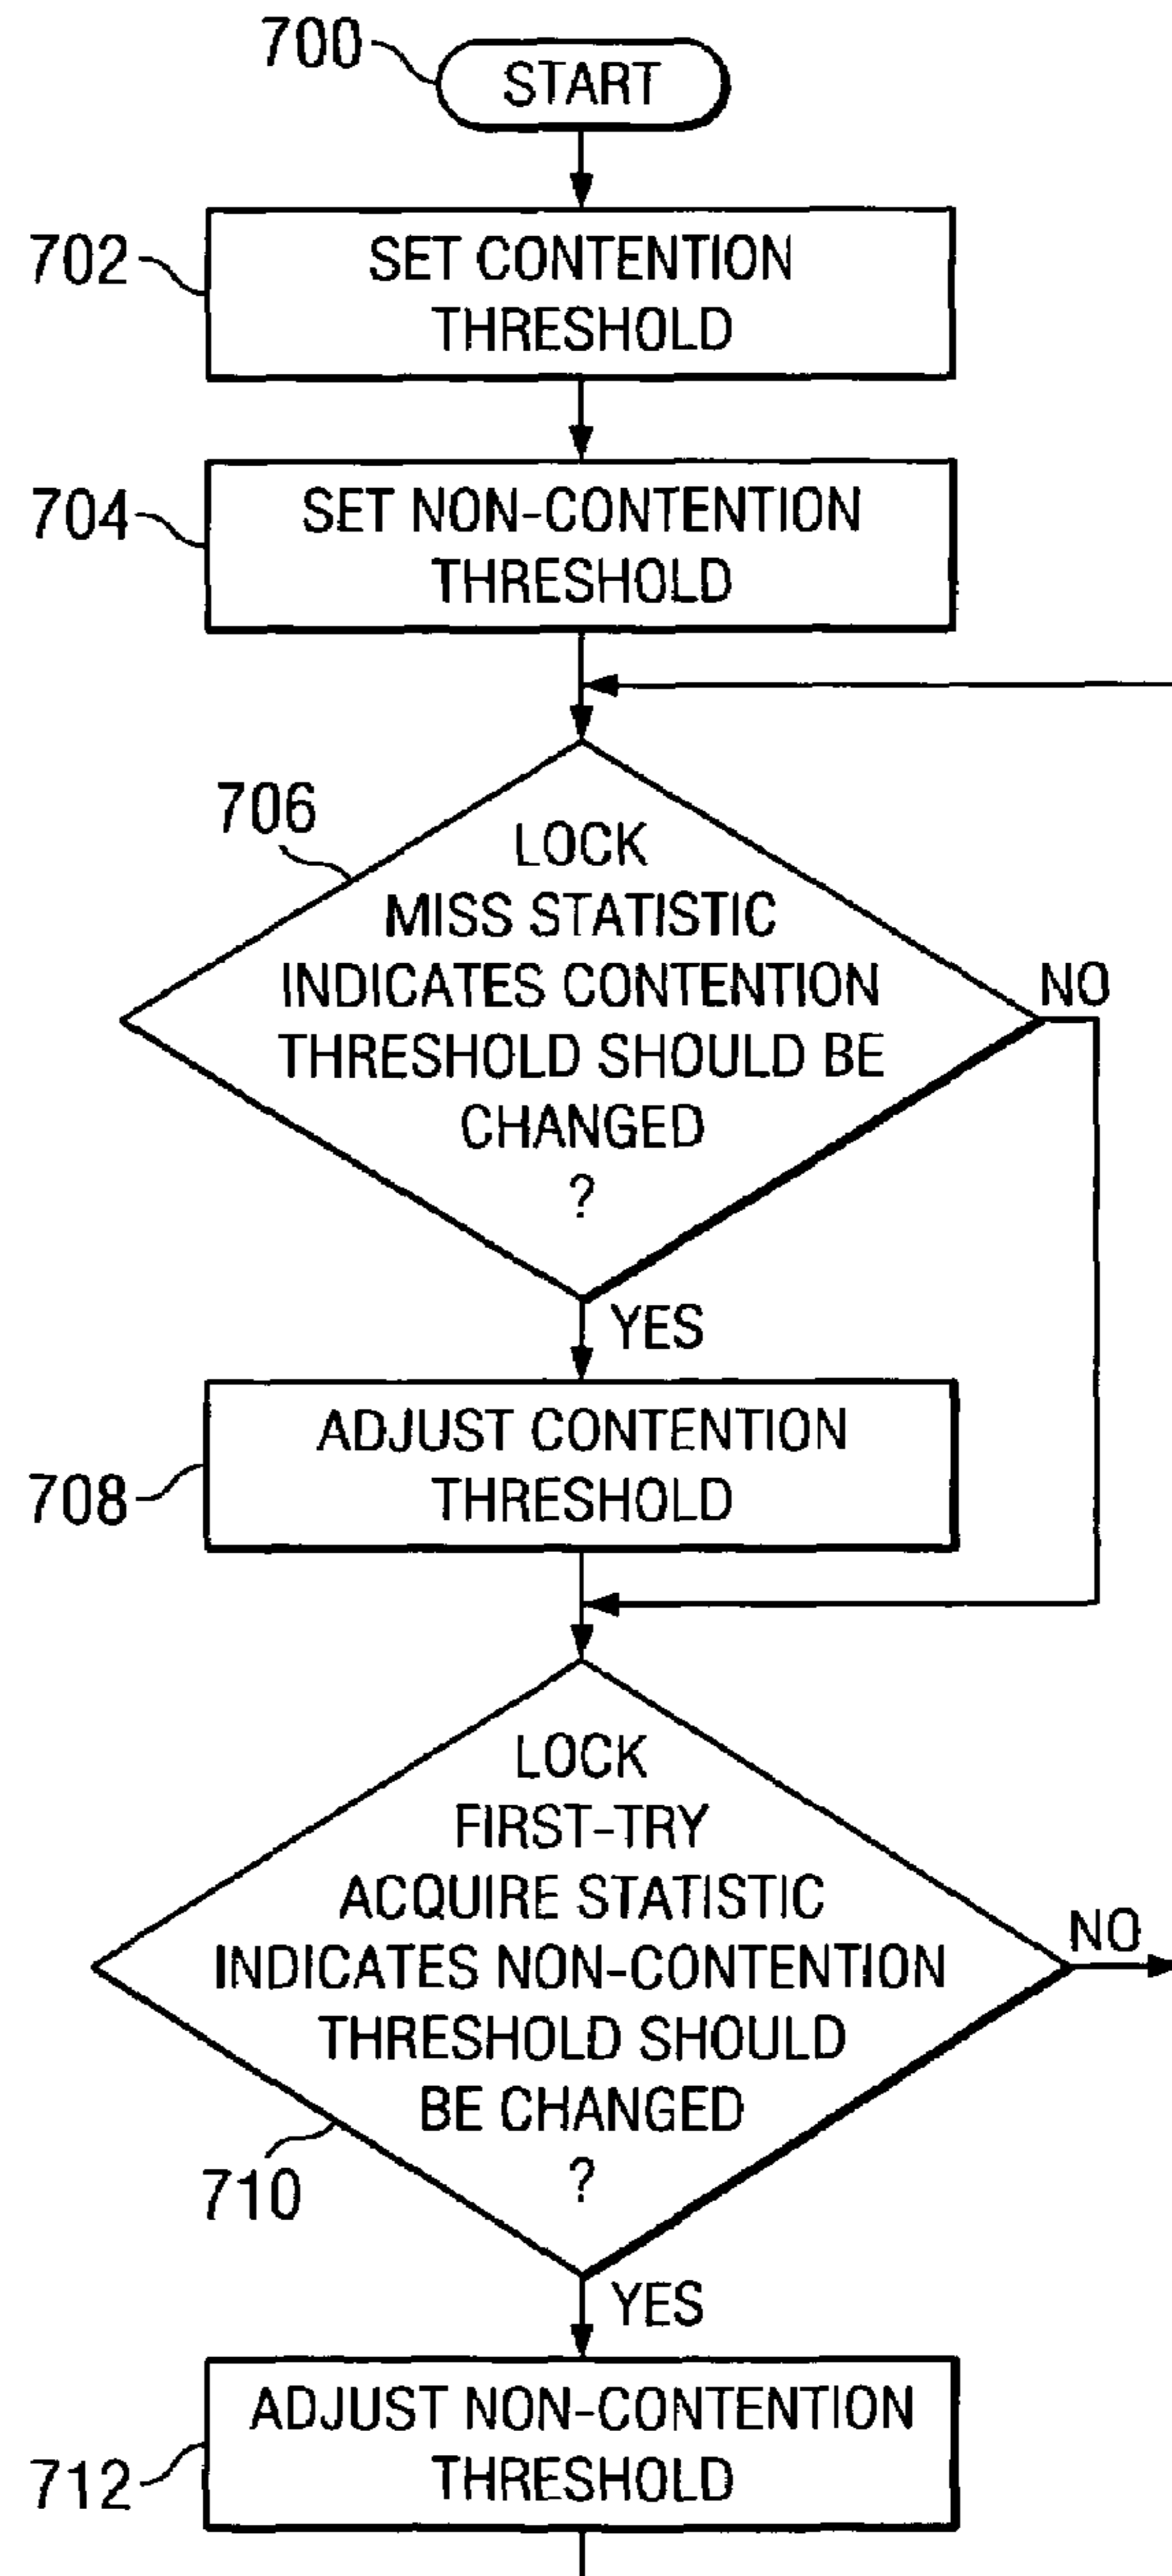 700
START
702
SET CONTENTION
THRESHOLD
704
SET NON-CONTENTION
THRESHOLD
706
LOCK
MISS STATISTIC
INDICATES CONTENTION
THRESHOLD SHOULD BE
CHANGED
?
NO
YES
ADJUST CONTENTION
THRESHOLD
708
LOCK
FIRST-TRY
ACQUIRE STATISTIC
INDICATES NON-CONTENTION
THRESHOLD SHOULD
BE CHANGED
?
NO
710
YES
ADJUST NON-CONTENTION
THRESHOLD
712